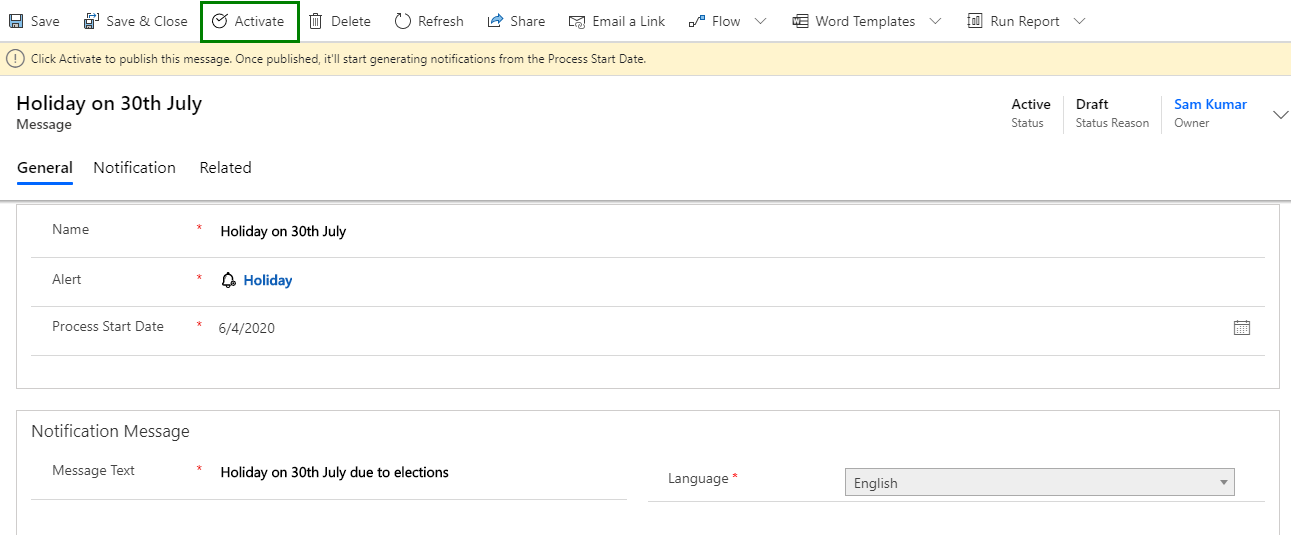 Save Save & Close Activate Delete Refresh Share Email a Link Flow Word Templates Run Report
Click Activate to publish this message. Once published, it'll start generating notifications from the Process Start Date.
Holiday on 30th July
Message
Active
Status
Draft
Status Reason
Sam Kumar
Owner
General Notification Related
Name * Holiday on 30th July
Alert * Holiday
Process Start Date * 6/4/2020
Notification Message
Message Text * Holiday on 30th July due to elections
Language * English